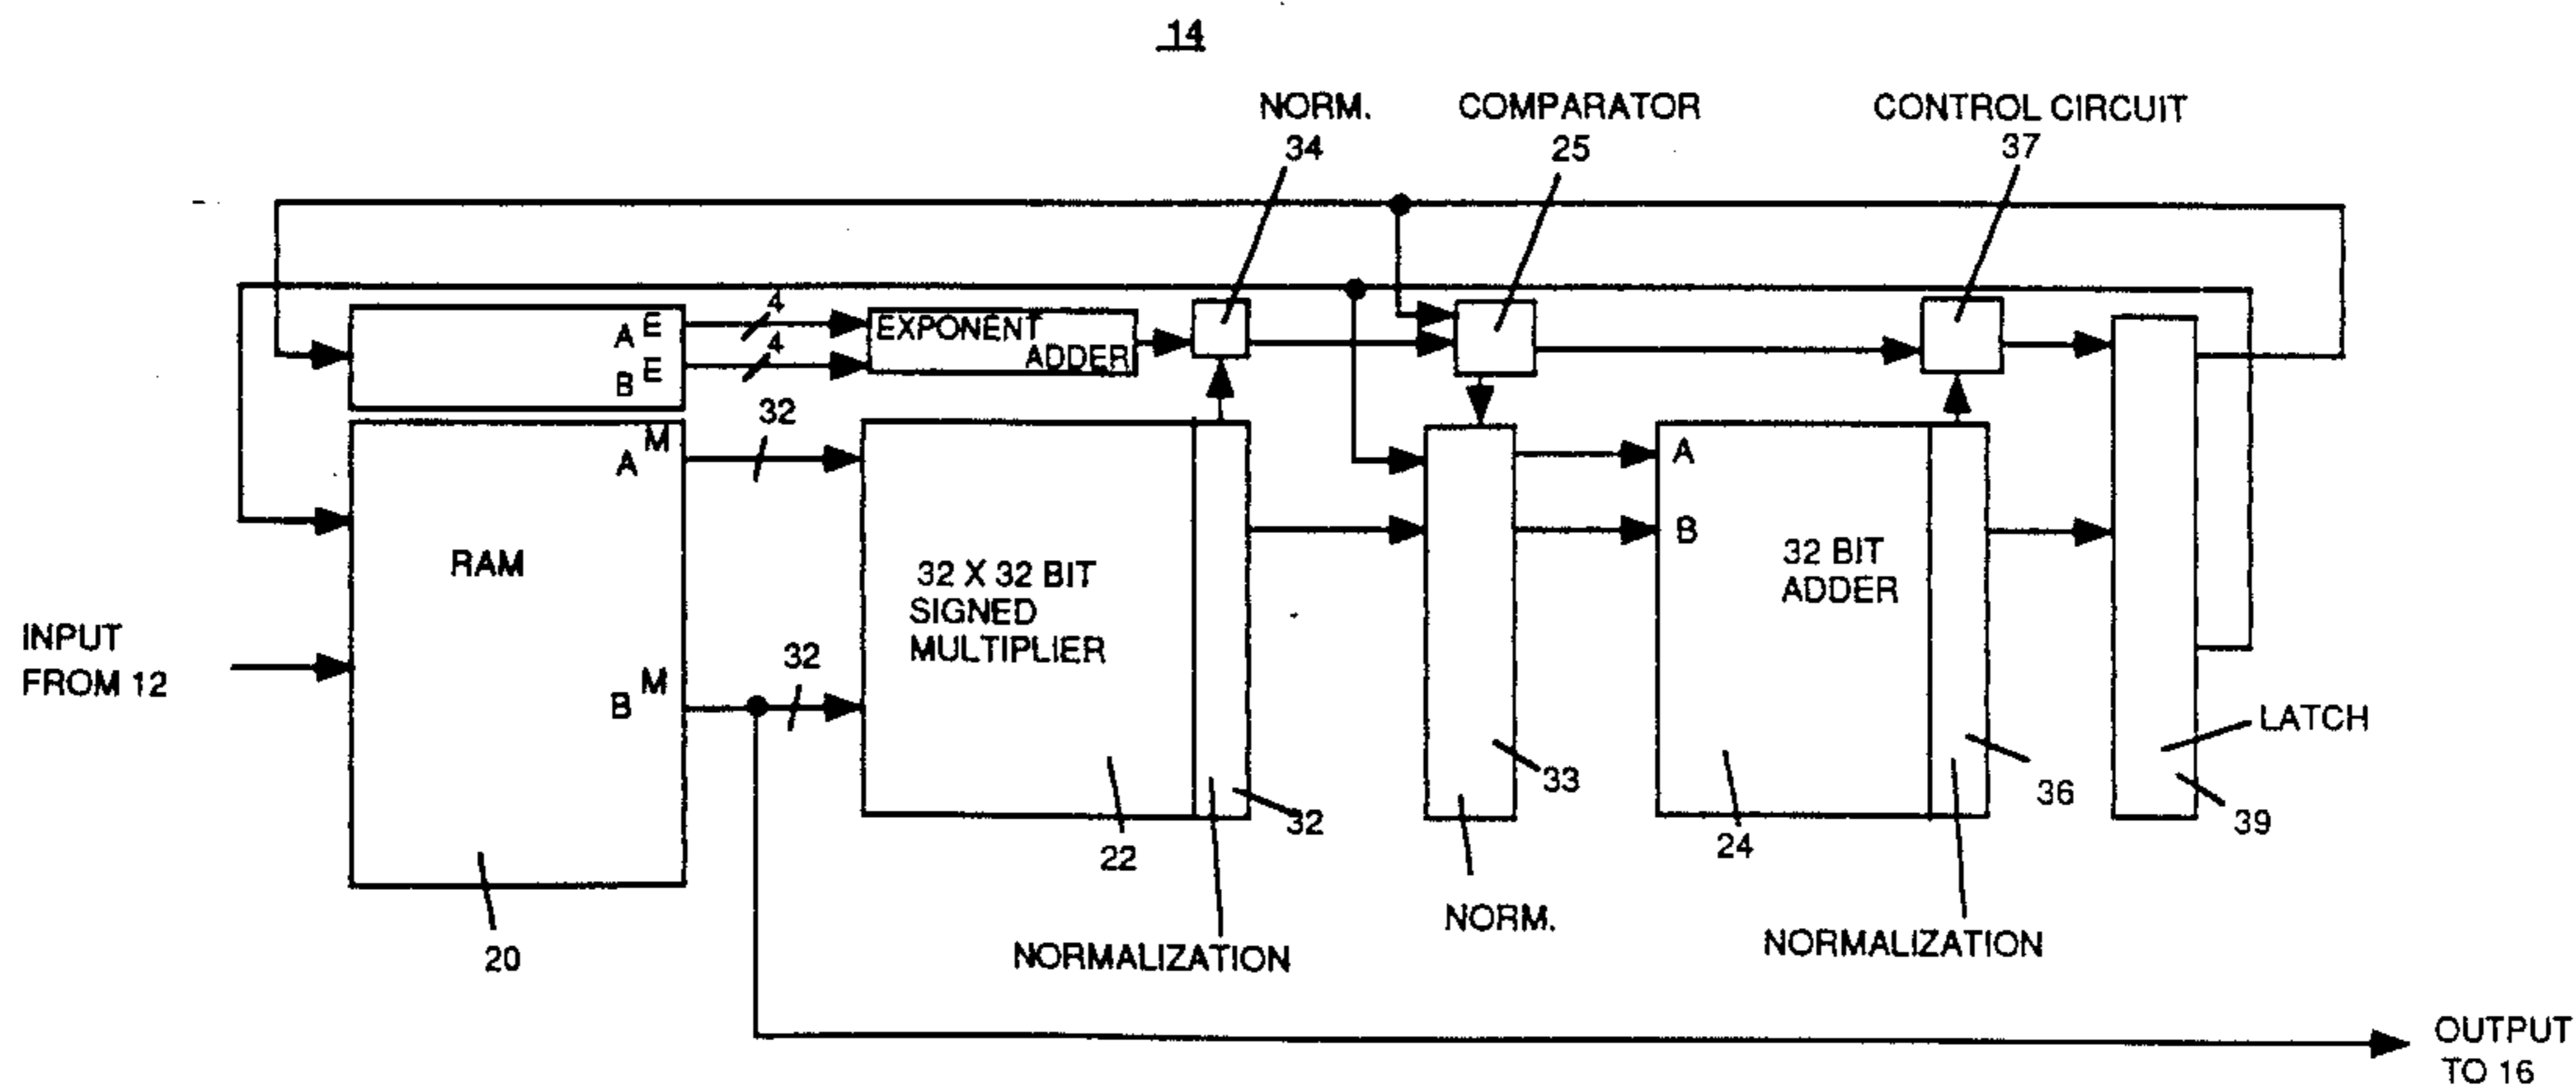 14
NORM.
34
COMPARATOR
25
CONTROL CIRCUIT
37
A E
B E
4
4
EXPONENT
ADDER
32
A M
RAM
B M
32
INPUT
FROM 12
32 X 32 BIT
SIGNED
MULTIPLIER
A
B
32 BIT
ADDER
LATCH
20
22
32
33
24
36
39
NORMALIZATION
NORM.
NORMALIZATION
OUTPUT
TO 16